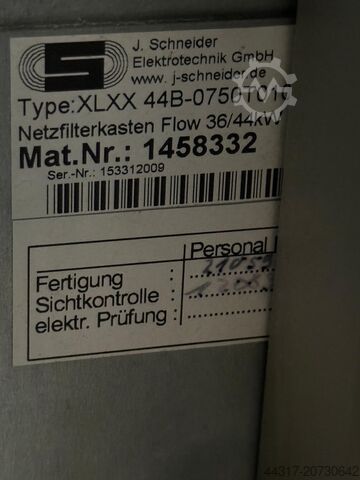 J. Schneider
Elektrotechnik GmbH
www. j-schneider.de
Type:XLXX 44B-0750T01
Netzfilterkasten Flow 36/44kW
Mat.Nr.: 1458332
Ser.-Nr.: 153312009
Personal
Fertigung :
Sichtkontrolle :
elektr. Prüfung :
44317-20730642